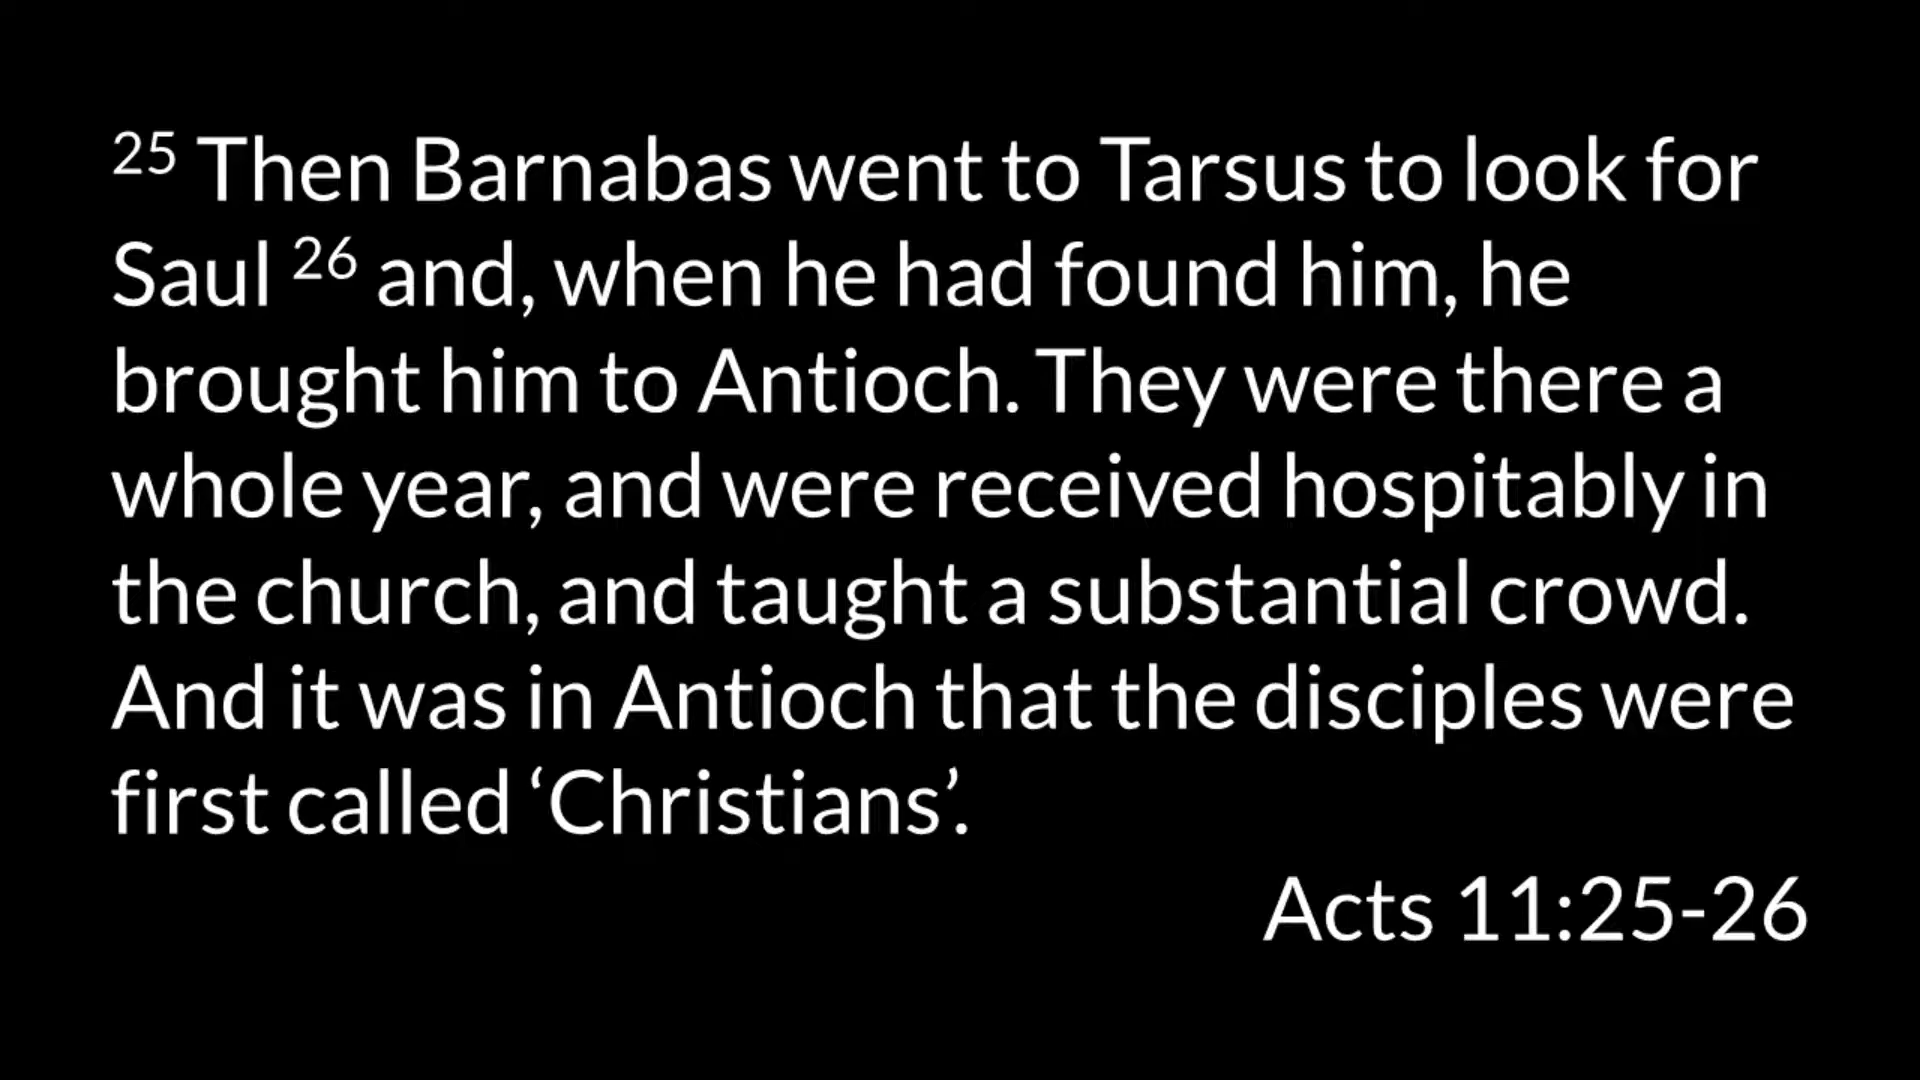 25 Then Barnabas went to Tarsus to look for
Saul 26 and, when he had found him, he
brought him to Antioch. They were there a
whole year, and were received hospitably in
the church, and taught a substantial crowd.
And it was in Antioch that the disciples were
first called ‘Christians’.
Acts 11:25-26